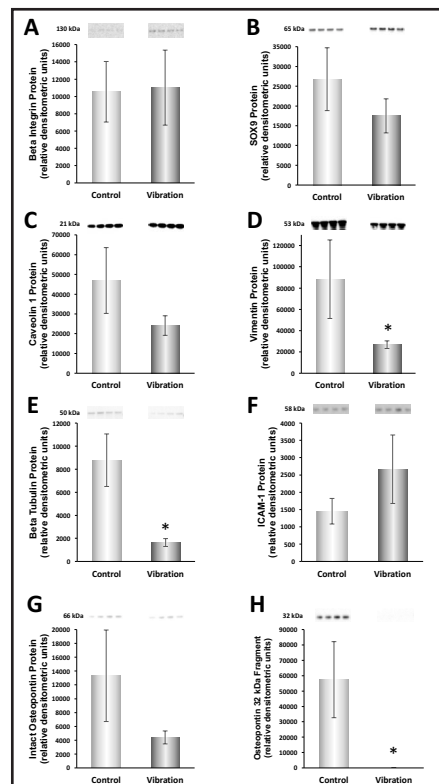 A
130 kDa
Beta Integrin Protein
(relative densitometric units)
16000
14000
12000
10000
8000
6000
4000
2000
0
Control Vibration
B
65 kDa
SOX9 Protein
(relative densitometric units)
35000
30000
25000
20000
15000
10000
5000
0
Control Vibration
C
21 kDa
Caveolin 1 Protein
(relative densitometric units)
70000
60000
50000
40000
30000
20000
10000
0
Control Vibration
D
53 kDa
Vimentin Protein
(relative densitometric units)
120000
100000
80000
60000
40000
20000
0
*
Control Vibration
E
50 kDa
Beta Tubulin Protein
(relative densitometric units)
12000
10000
8000
6000
4000
2000
0
*
Control Vibration
F
58 kDa
ICAM-1 Protein
(relative densitometric units)
4000
3500
3000
2500
2000
1500
1000
500
0
Control Vibration
G
66 kDa
Intact Osteopontin Protein
(relative densitometric units)
20000
18000
16000
14000
12000
10000
8000
6000
4000
2000
0
Control Vibration
H
32 kDa
Osteopontin 32 kDa Fragment
(relative densitometric units)
90000
80000
70000
60000
50000
40000
30000
20000
10000
0
*
Control Vibration